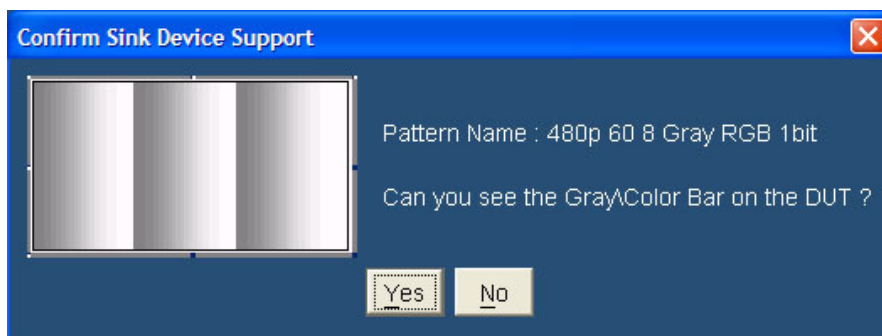 Confirm Sink Device Support
Pattern Name : 480p 60 8 Gray RGB 1bit
Can you see the Gray\Color Bar on the DUT ?
Yes
No